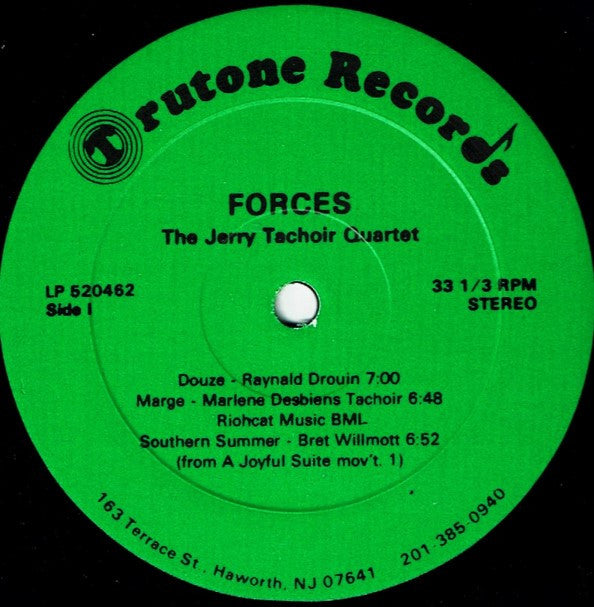 Trutone Records
FORCES
The Jerry Tachoir Quartet
LP 520462
Side I
33 1/3 RPM
STEREO
Douze - Raynald Drouin 7:00
Marge - Marlene Desbiens Tachoir 6:48
Riohcat Music BML
Southern Summer - Bret Willmott 6:52
(from A Joyful Suite mov't. 1)
163 Terrace St., Haworth, NJ 07641 201-385-0940